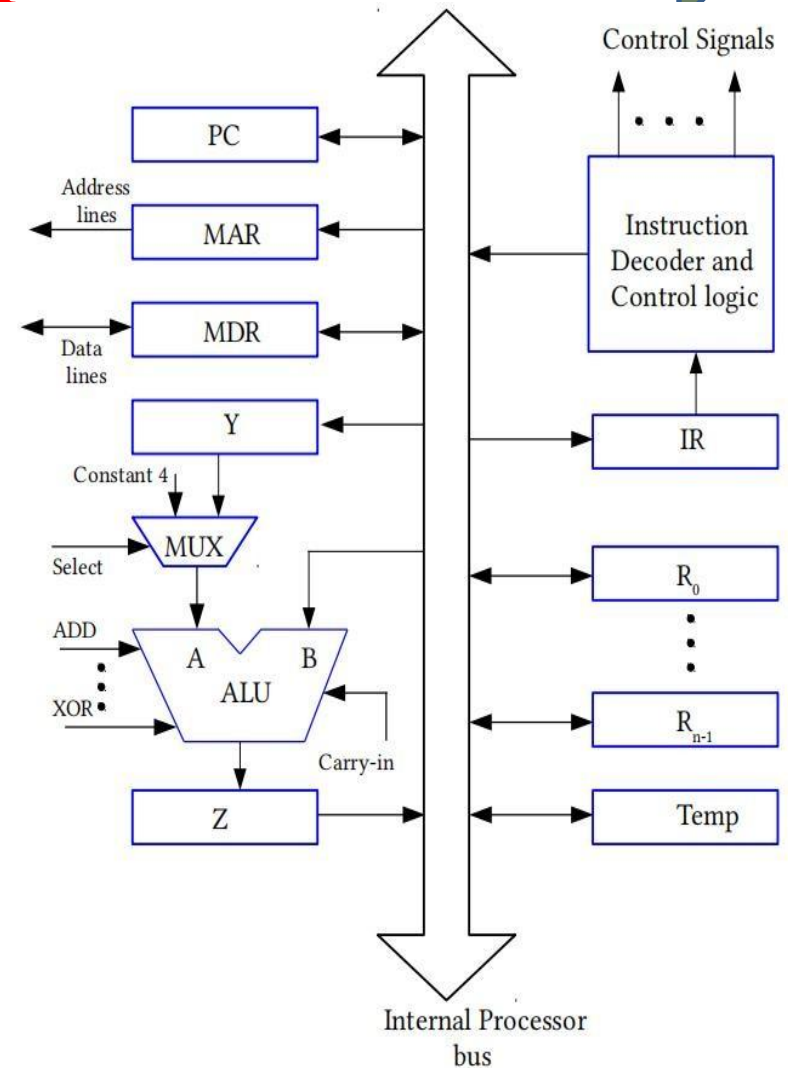 Control Signals
PC
Address
lines
MAR
Instruction
Decoder and
Control logic
MDR
Data
lines
Y
IR
Constant 4
MUX
Select
R0
ADD
A
B
ALU
XOR
Rn-1
Carry-in
Z
Temp
Internal Processor
bus